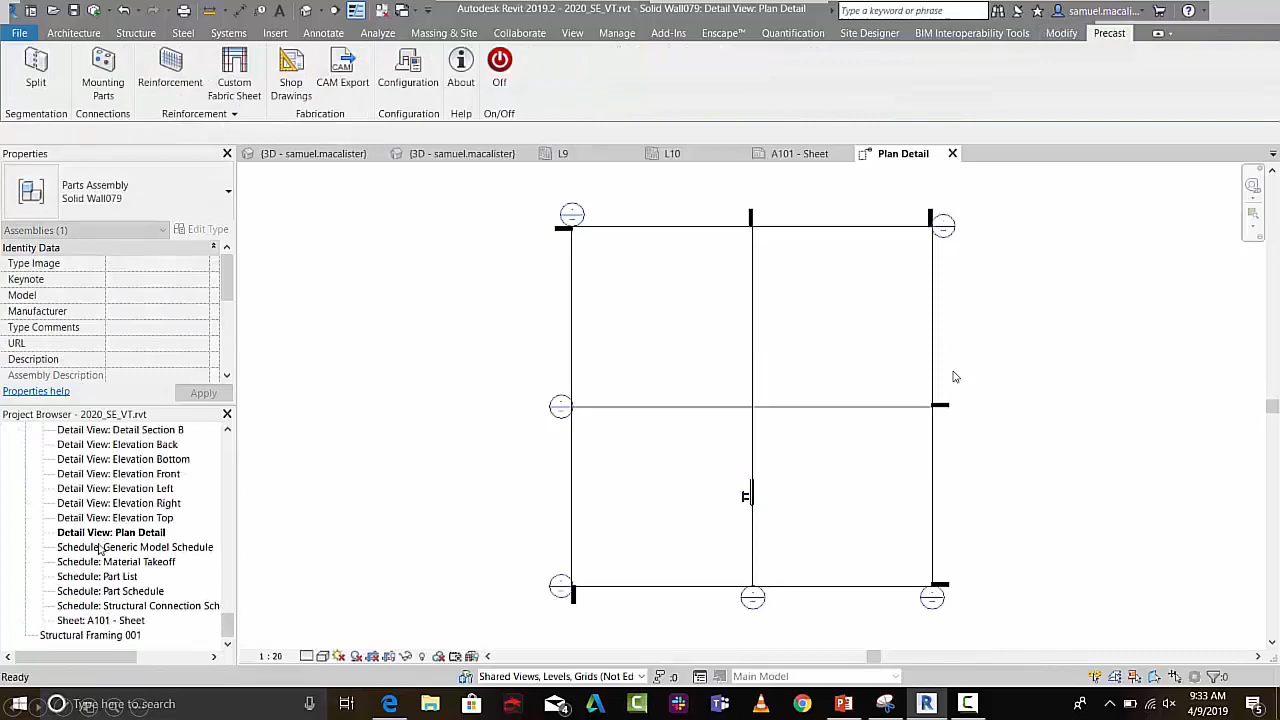 Autodesk Revit 2019.2 - 2020_SE_VT.rvt - Solid Wall079: Detail View: Plan Detail
Type a keyword or phrase
samuel.macali...
File Architecture Structure Steel Systems Insert Annotate Analyze Massing & Site Collaborate View Manage Add-Ins Enscape™ Quantification Site Designer BIM Interoperability Tools Modify Precast
Split Mounting Parts Reinforcement Custom Fabric Sheet Shop Drawings CAM Export Configuration About Off
Segmentation Connections Reinforcement Fabrication Configuration Help On/Off
Properties
{3D - samuel.macalister} {3D - samuel.macalister} L9 L10 A101 - Sheet Plan Detail
Parts Assembly
Solid Wall079
Assemblies (1) Edit Type
Identity Data
Type Image
Keynote
Model
Manufacturer
Type Comments
URL
Description
Assembly Description
Properties help Apply
Project Browser - 2020_SE_VT.rvt
Detail View: Detail Section B
Detail View: Elevation Back
Detail View: Elevation Bottom
Detail View: Elevation Front
Detail View: Elevation Left
Detail View: Elevation Right
Detail View: Elevation Top
Detail View: Plan Detail
Schedule: Generic Model Schedule
Schedule: Material Takeoff
Schedule: Part List
Schedule: Part Schedule
Schedule: Structural Connection Sch
Sheet: A101 - Sheet
Structural Framing 001
1 : 20
Ready
Shared Views, Levels, Grids (Not Ed
:0
Main Model
:0
Type here to search
9:33 AM
4/9/2019